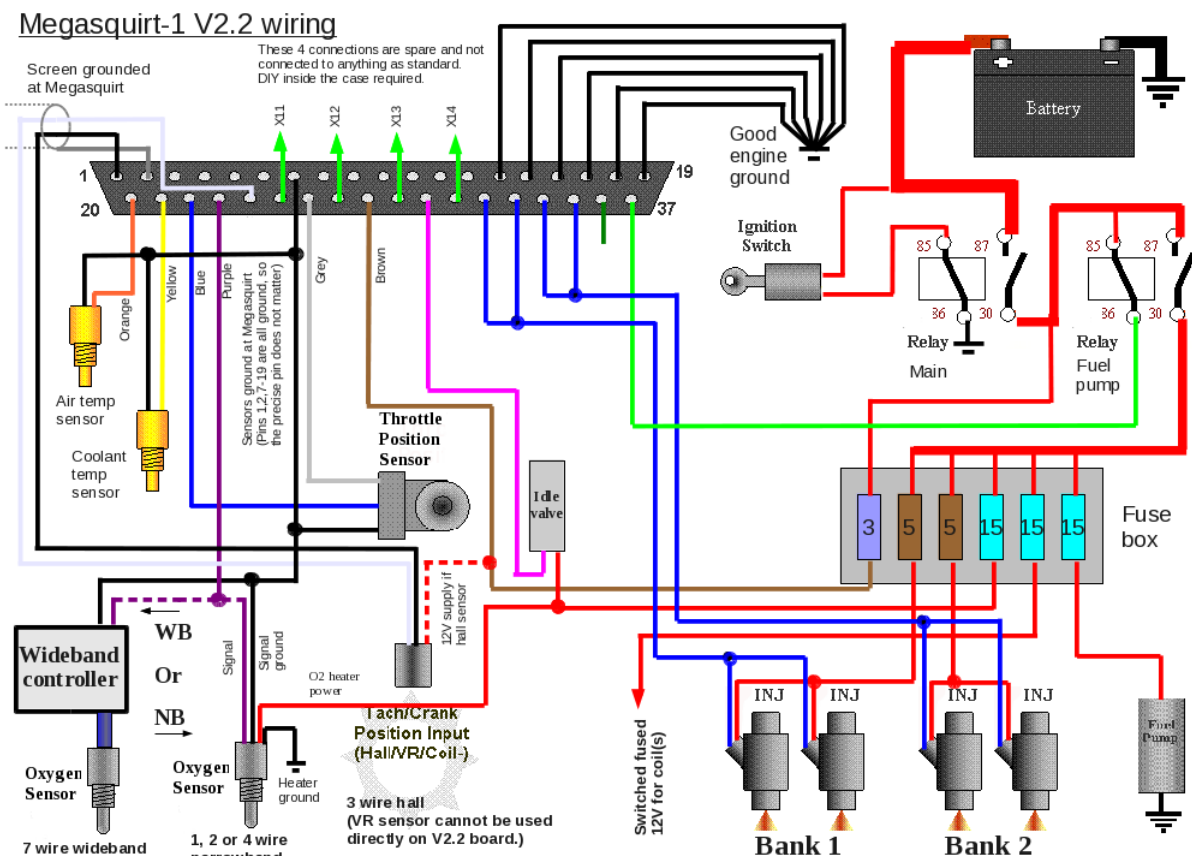 Megasquirt-1 V2.2 wiring
These 4 connections are spare and not
connected to anything as standard.
DIY inside the case required.
Screen grounded
at Megasquirt
X11
X12
X13
X14
Battery
Good
engine
ground
1
19
20
37
Ignition
Switch
85
87
36
30
Relay
Main
85
87
36
30
Relay
Fuel
pump
Orange
Yellow
Blue
Purple
Sensors ground at Megasquirt
(Pins 1,2,7-19 are all ground, so
the precise pin does not matter)
Grey
Brown
Air temp
sensor
Coolant
temp
sensor
Throttle
Position
Sensor
Idle
valve
3
5
5
15
15
15
Fuse
box
12V supply if
hall sensor
WB
Or
NB
Wideband
controller
Signal
Signal
ground
O2 heater
power
Tach/Crank
Position Input
(Hall/VR/Coil-)
Switched fused
12V for coil(s)
INJ
INJ
INJ
INJ
Fuel
Pump
Oxygen
Sensor
Oxygen
Sensor
Heater
ground
3 wire hall
(VR sensor cannot be used
directly on V2.2 board.)
7 wire wideband
1, 2 or 4 wire
narrowband
Bank 1
Bank 2